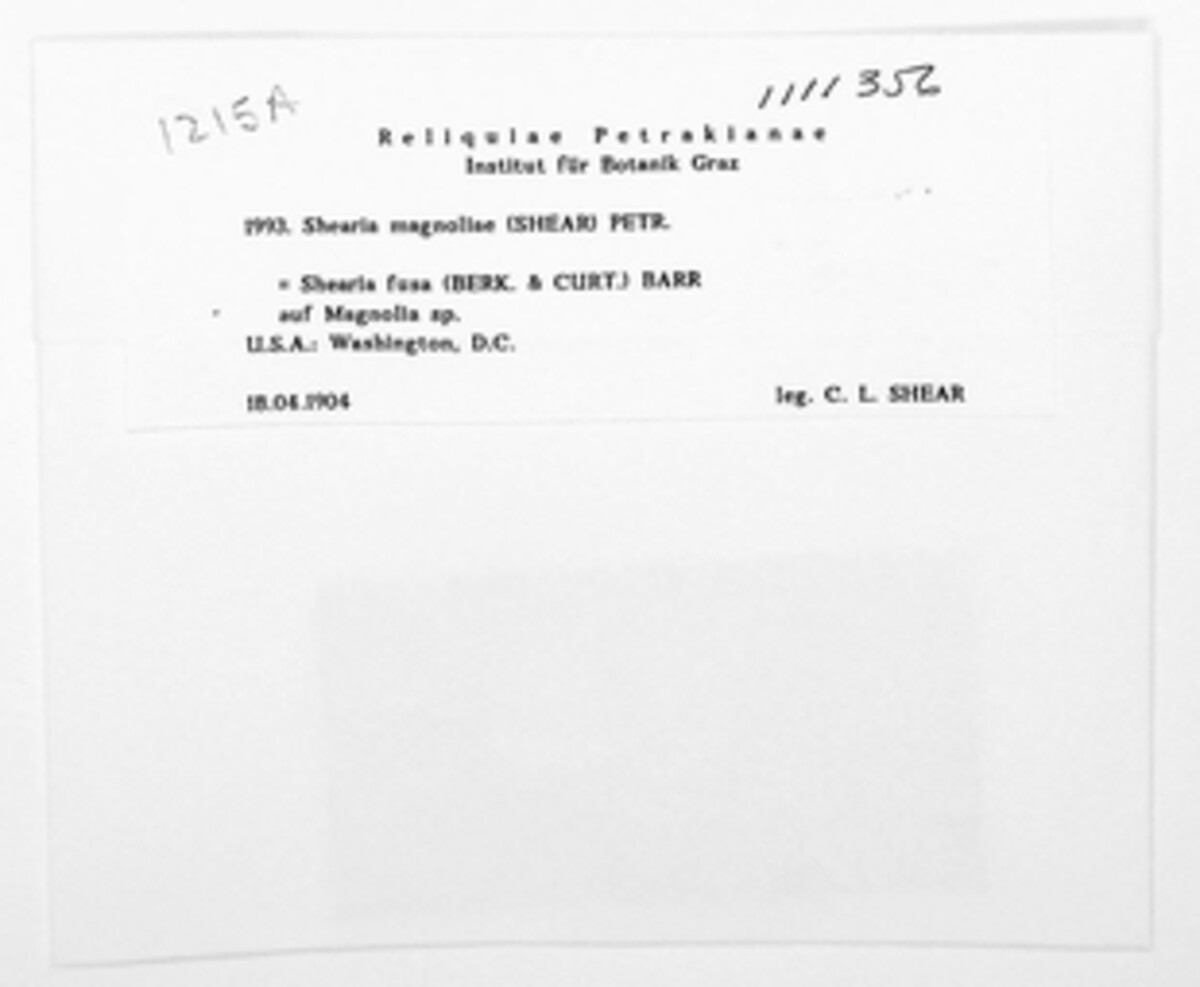 1215A
1111356
Reliquiae Petrakianae
Institut für Botanik Graz
1993. Shearia magnoliae (SHEAR) PETR.
= Shearia fusa (BERK. & CURT.) BARR
auf Magnolia sp.
U.S.A.: Washington, D.C.
18.04.1904
leg. C. L. SHEAR